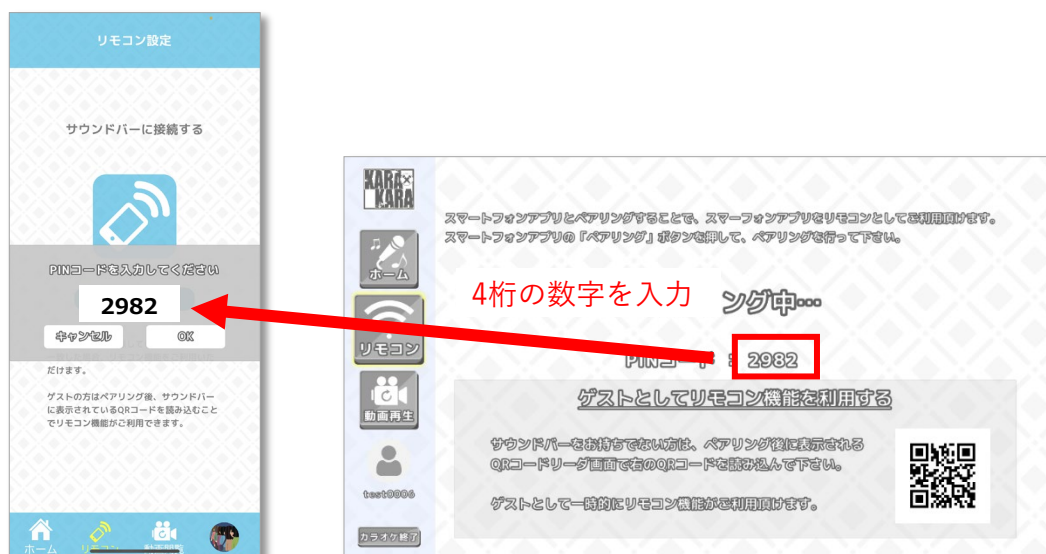 リモコン設定
サウンドバーに接続する
PINコードを入力してください
2982
キャンセル
OK
だけます。
ゲストの方はペアリング後、サウンドバー
に表示されているQRコードを読み込むこと
でリモコン機能がご利用できます。
ホーム
リモコン
KARA×
KARA
ホーム
リモコン
動画再生
test0006
カラオケ終了
スマートフォンアプリとペアリングすることで、スマーフォンアプリをリモコンとしてご利用頂けます。
スマートフォンアプリの「ペアリング」ボタンを押して、ペアリングを行って下さい。
4桁の数字を入力
ング中…
PINコード : 2982
ゲストとしてリモコン機能を利用する
サウンドバーをお持ちでない方は、ペアリング後に表示される
QRコードリーダ画面で右のQRコードを読み込んで下さい。
ゲストとして一時的にリモコン機能がご利用頂けます。